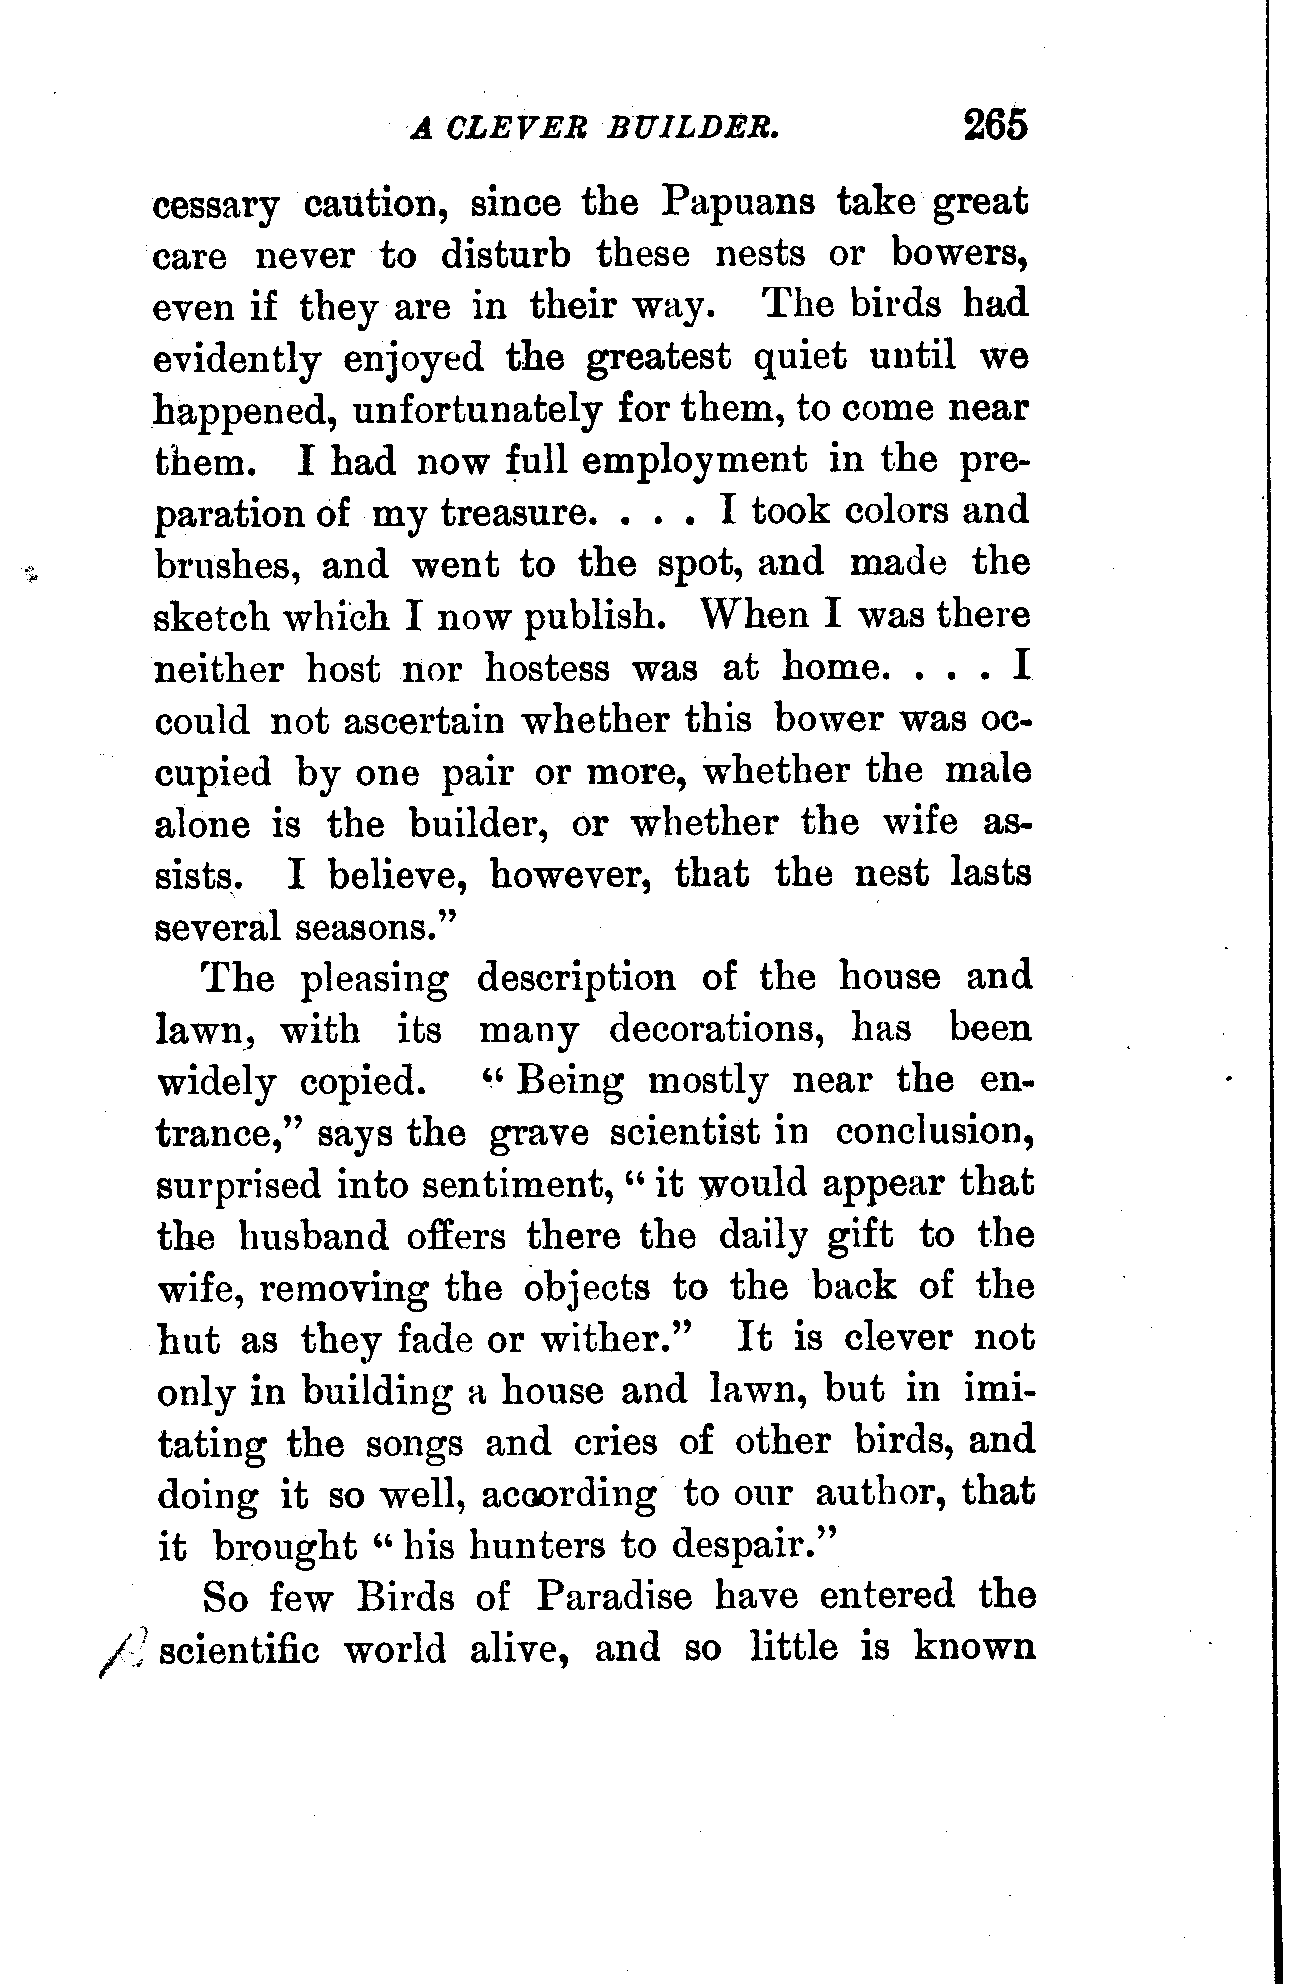 A CLEVER BUILDER. 265
cessary caution, since the Papuans take great
care never to disturb these nests or bowers,
even if they are in their way. The birds had
evidently enjoyed the greatest quiet until we
happened, unfortunately for them, to come near
them. I had now full employment in the pre-
paration of my treasure. . . . I took colors and
brushes, and went to the spot, and made the
sketch which I now publish. When I was there
neither host nor hostess was at home. . . . I
could not ascertain whether this bower was oc-
cupied by one pair or more, whether the male
alone is the builder, or whether the wife as-
sists. I believe, however, that the nest lasts
several seasons.”
The pleasing description of the house and
lawn, with its many decorations, has been
widely copied. “Being mostly near the en-
trance,” says the grave scientist in conclusion,
surprised into sentiment, “it would appear that
the husband offers there the daily gift to the
wife, removing the objects to the back of the
hut as they fade or wither.” It is clever not
only in building a house and lawn, but in imi-
tating the songs and cries of other birds, and
doing it so well, according to our author, that
it brought “his hunters to despair.”
So few Birds of Paradise have entered the
scientific world alive, and so little is known